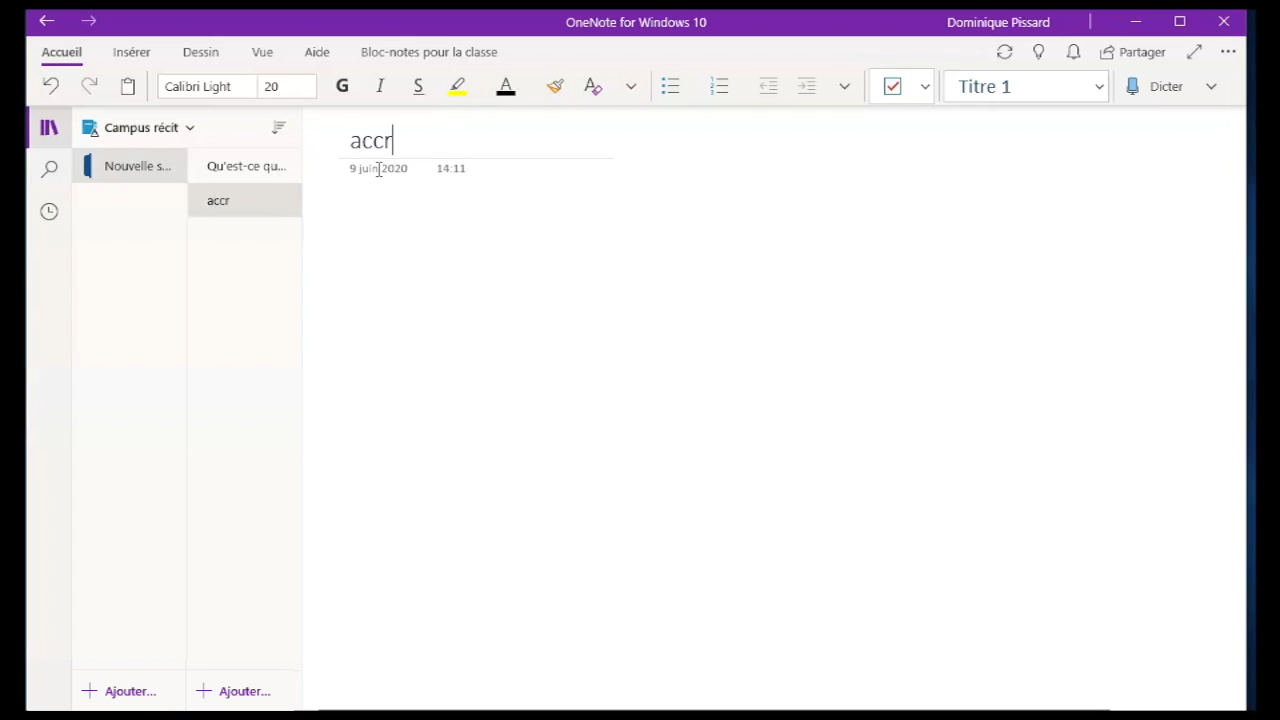 OneNote for Windows 10
Dominique Pissard
Accueil
Insérer
Dessin
Vue
Aide
Bloc-notes pour la classe
Partager
Calibri Light
20
G
I
S
A
A
Titre 1
Dicter
Campus récit
Nouvelle s...
Qu'est-ce qu...
accr
accr
9 juin 2020
14:11
Ajouter...
Ajouter...